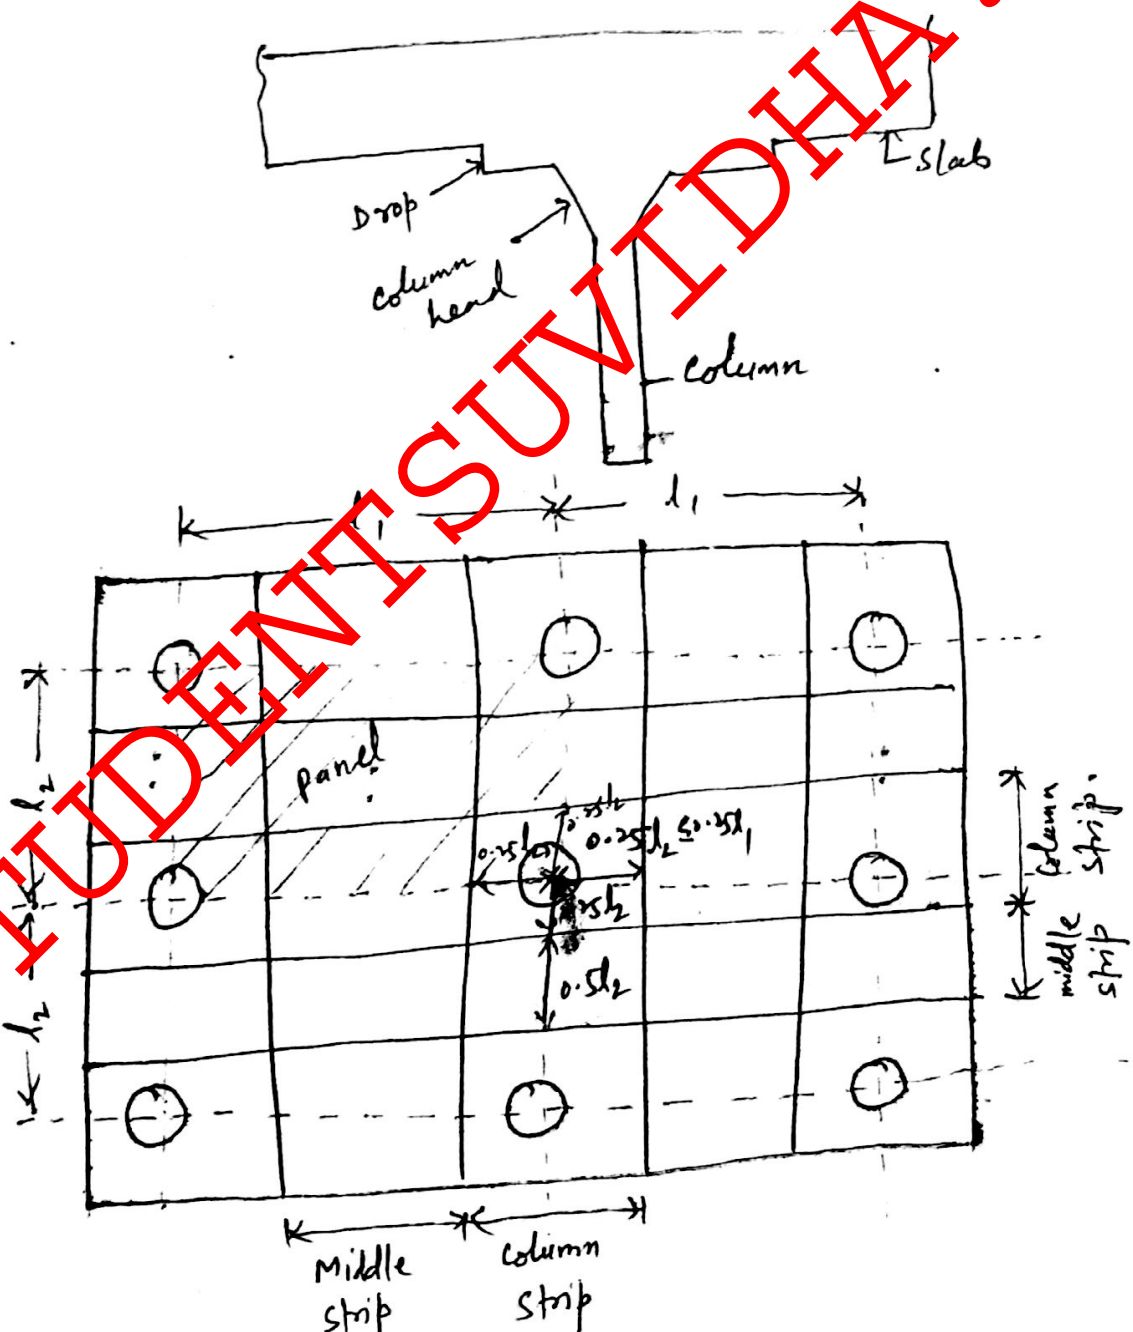 STUDENTSUVIDHA.
Slab
Drop
column
head
column
l1
l1
l2
panel
0.25l2
0.25l2
0.25l2 ≤0.25l1
0.25l2
0.5l2
l2
column
strip.
middle
strip
Middle
strip
column
strip